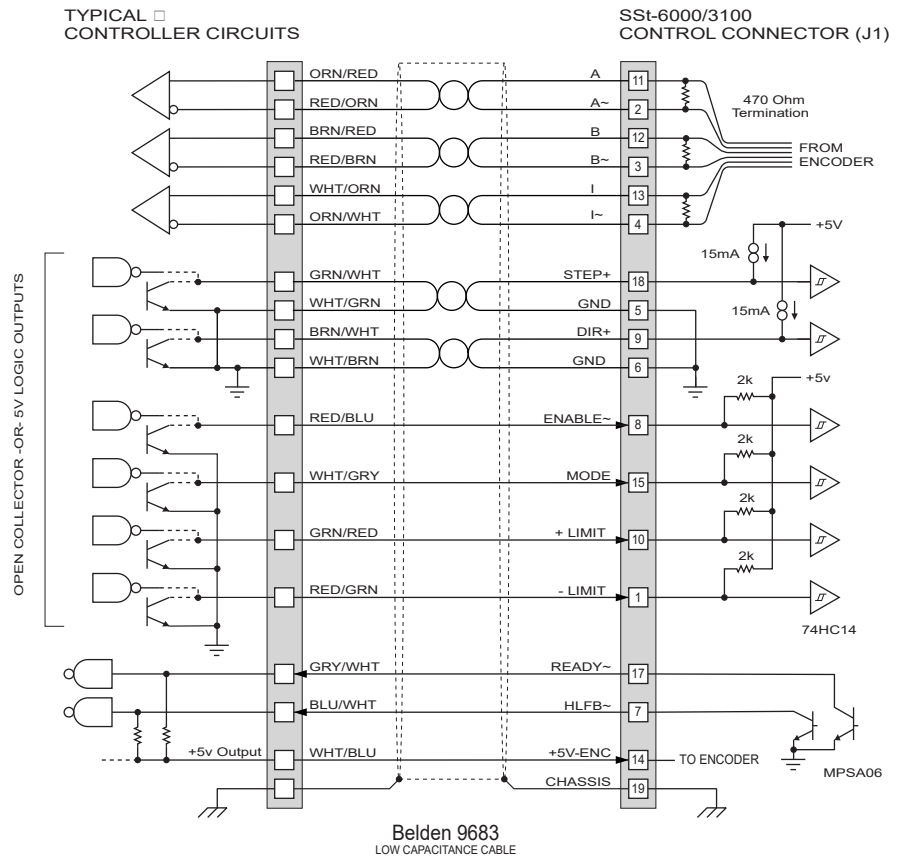 TYPICAL □
CONTROLLER CIRCUITS
SSt-6000/3100
CONTROL CONNECTOR (J1)
ORN/RED A 11
RED/ORN A~ 2
470 Ohm
Termination
BRN/RED B 12
RED/BRN B~ 3
FROM
ENCODER
WHT/ORN I 13
ORN/WHT I~ 4
+5V
15mA
GRN/WHT STEP+ 18
WHT/GRN GND 5
15mA
BRN/WHT DIR+ 9
WHT/BRN GND 6
+5v
2k
RED/BLU ENABLE~ 8
2k
WHT/GRY MODE 15
2k
GRN/RED + LIMIT 10
2k
RED/GRN - LIMIT 1
74HC14
OPEN COLLECTOR -OR- 5V LOGIC OUTPUTS
GRY/WHT READY~ 17
BLU/WHT HLFB~ 7
+5v Output WHT/BLU +5V-ENC 14 TO ENCODER
MPSA06
CHASSIS 19
Belden 9683
LOW CAPACITANCE CABLE